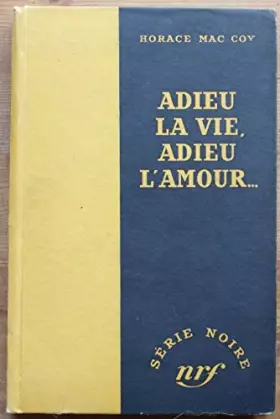 HORACE MAC COY
ADIEU
LA VIE,
ADIEU
L'AMOUR...
SÉRIE NOIRE
nrf